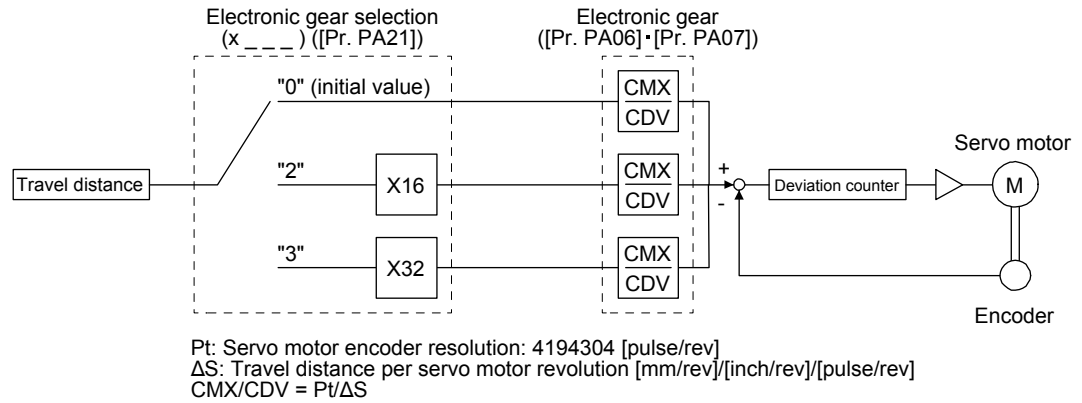 Electronic gear selection
(x _ _ _ ) ([Pr. PA21])
Electronic gear
([Pr. PA06]・[Pr. PA07])
"0" (initial value)
CMX
CDV
Servo motor
Travel distance
"2"
X16
CMX
CDV
+
-
Deviation counter
M
"3"
X32
CMX
CDV
Encoder
Pt: Servo motor encoder resolution: 4194304 [pulse/rev]
ΔS: Travel distance per servo motor revolution [mm/rev]/[inch/rev]/[pulse/rev]
CMX/CDV = Pt/ΔS